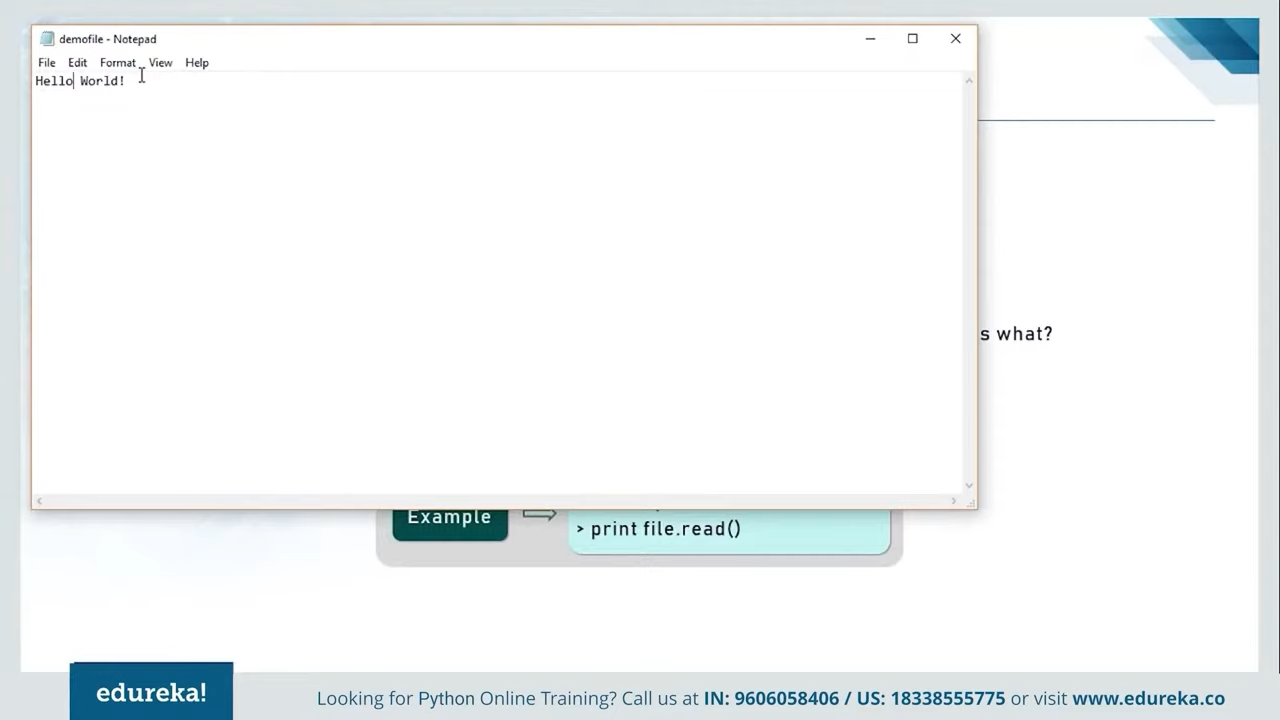 demofile - Notepad
File Edit Format View Help
Hello World!
s what?
Example
> print file.read()
edureka!
Looking for Python Online Training? Call us at IN: 9606058406 / US: 18338555775 or visit www.edureka.co